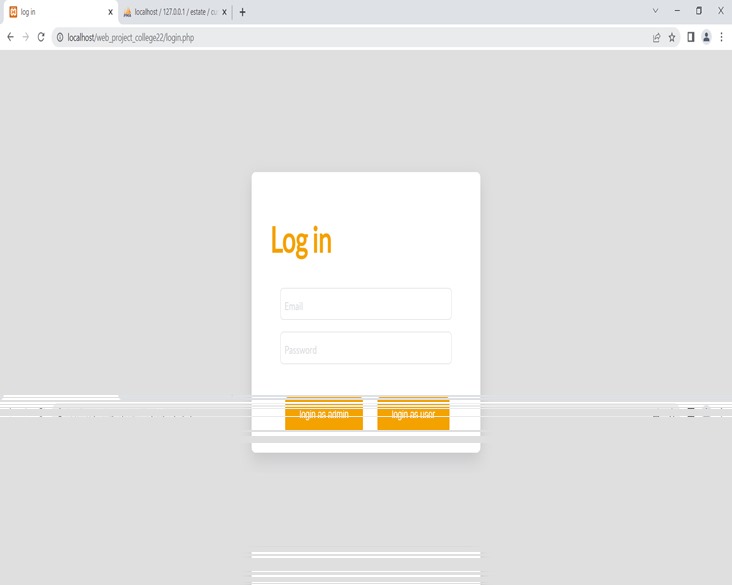 log in
localhost / 127.0.0.1 / estate / cu
localhost/web_project_college22/login.php
Log in
Email
Password
login as admin
login as user